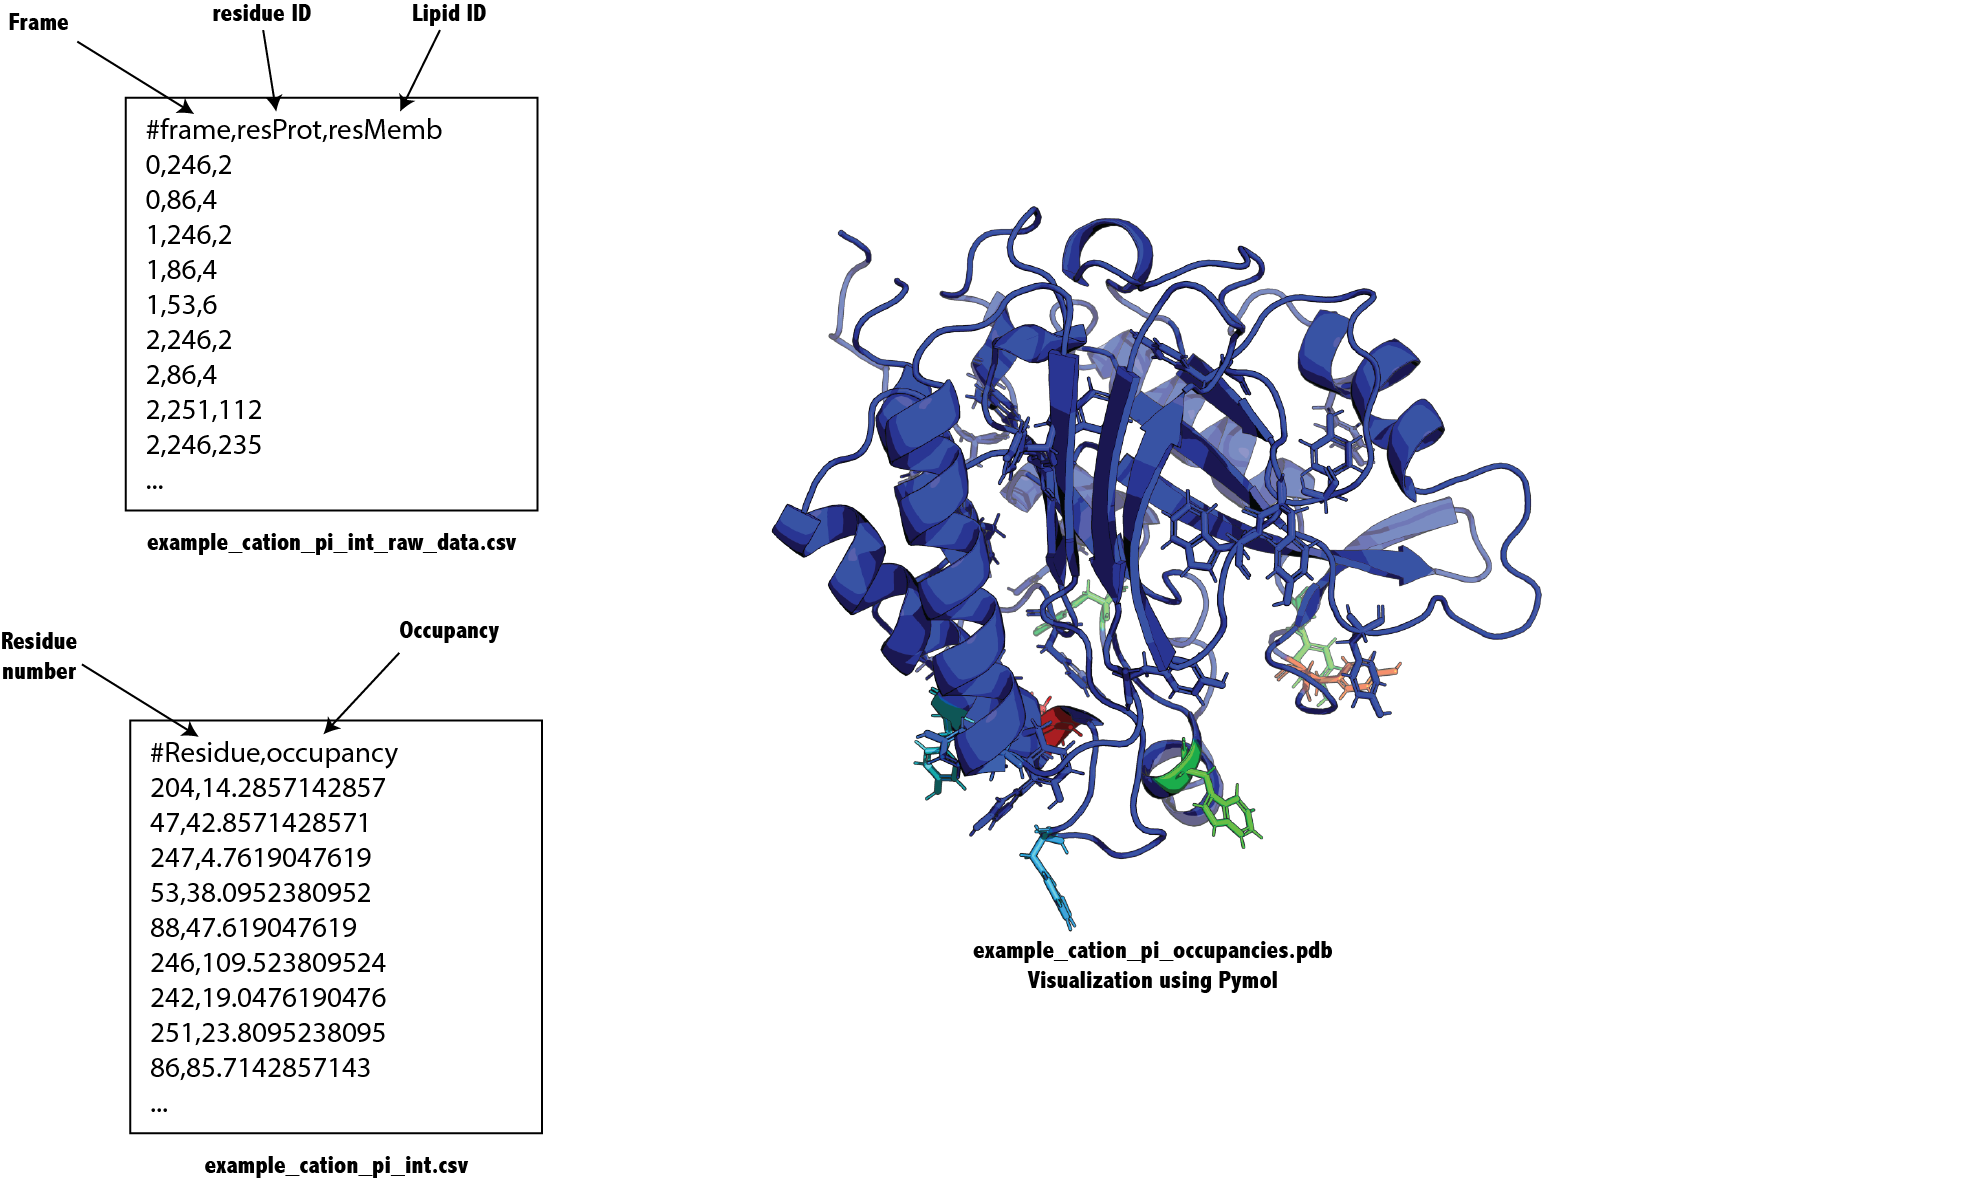 Frame
residue ID
Lipid ID
#frame,resProt,resMemb
0,246,2
0,86,4
1,246,2
1,86,4
1,53,6
2,246,2
2,86,4
2,251,112
2,246,235
...
example_cation_pi_int_raw_data.csv
Residue
number
Occupancy
#Residue,occupancy
204,14.2857142857
47,42.8571428571
247,4.7619047619
53,38.0952380952
88,47.619047619
246,109.523809524
242,19.0476190476
251,23.8095238095
86,85.7142857143
...
example_cation_pi_int.csv
example_cation_pi_occupancies.pdb
Visualization using Pymol